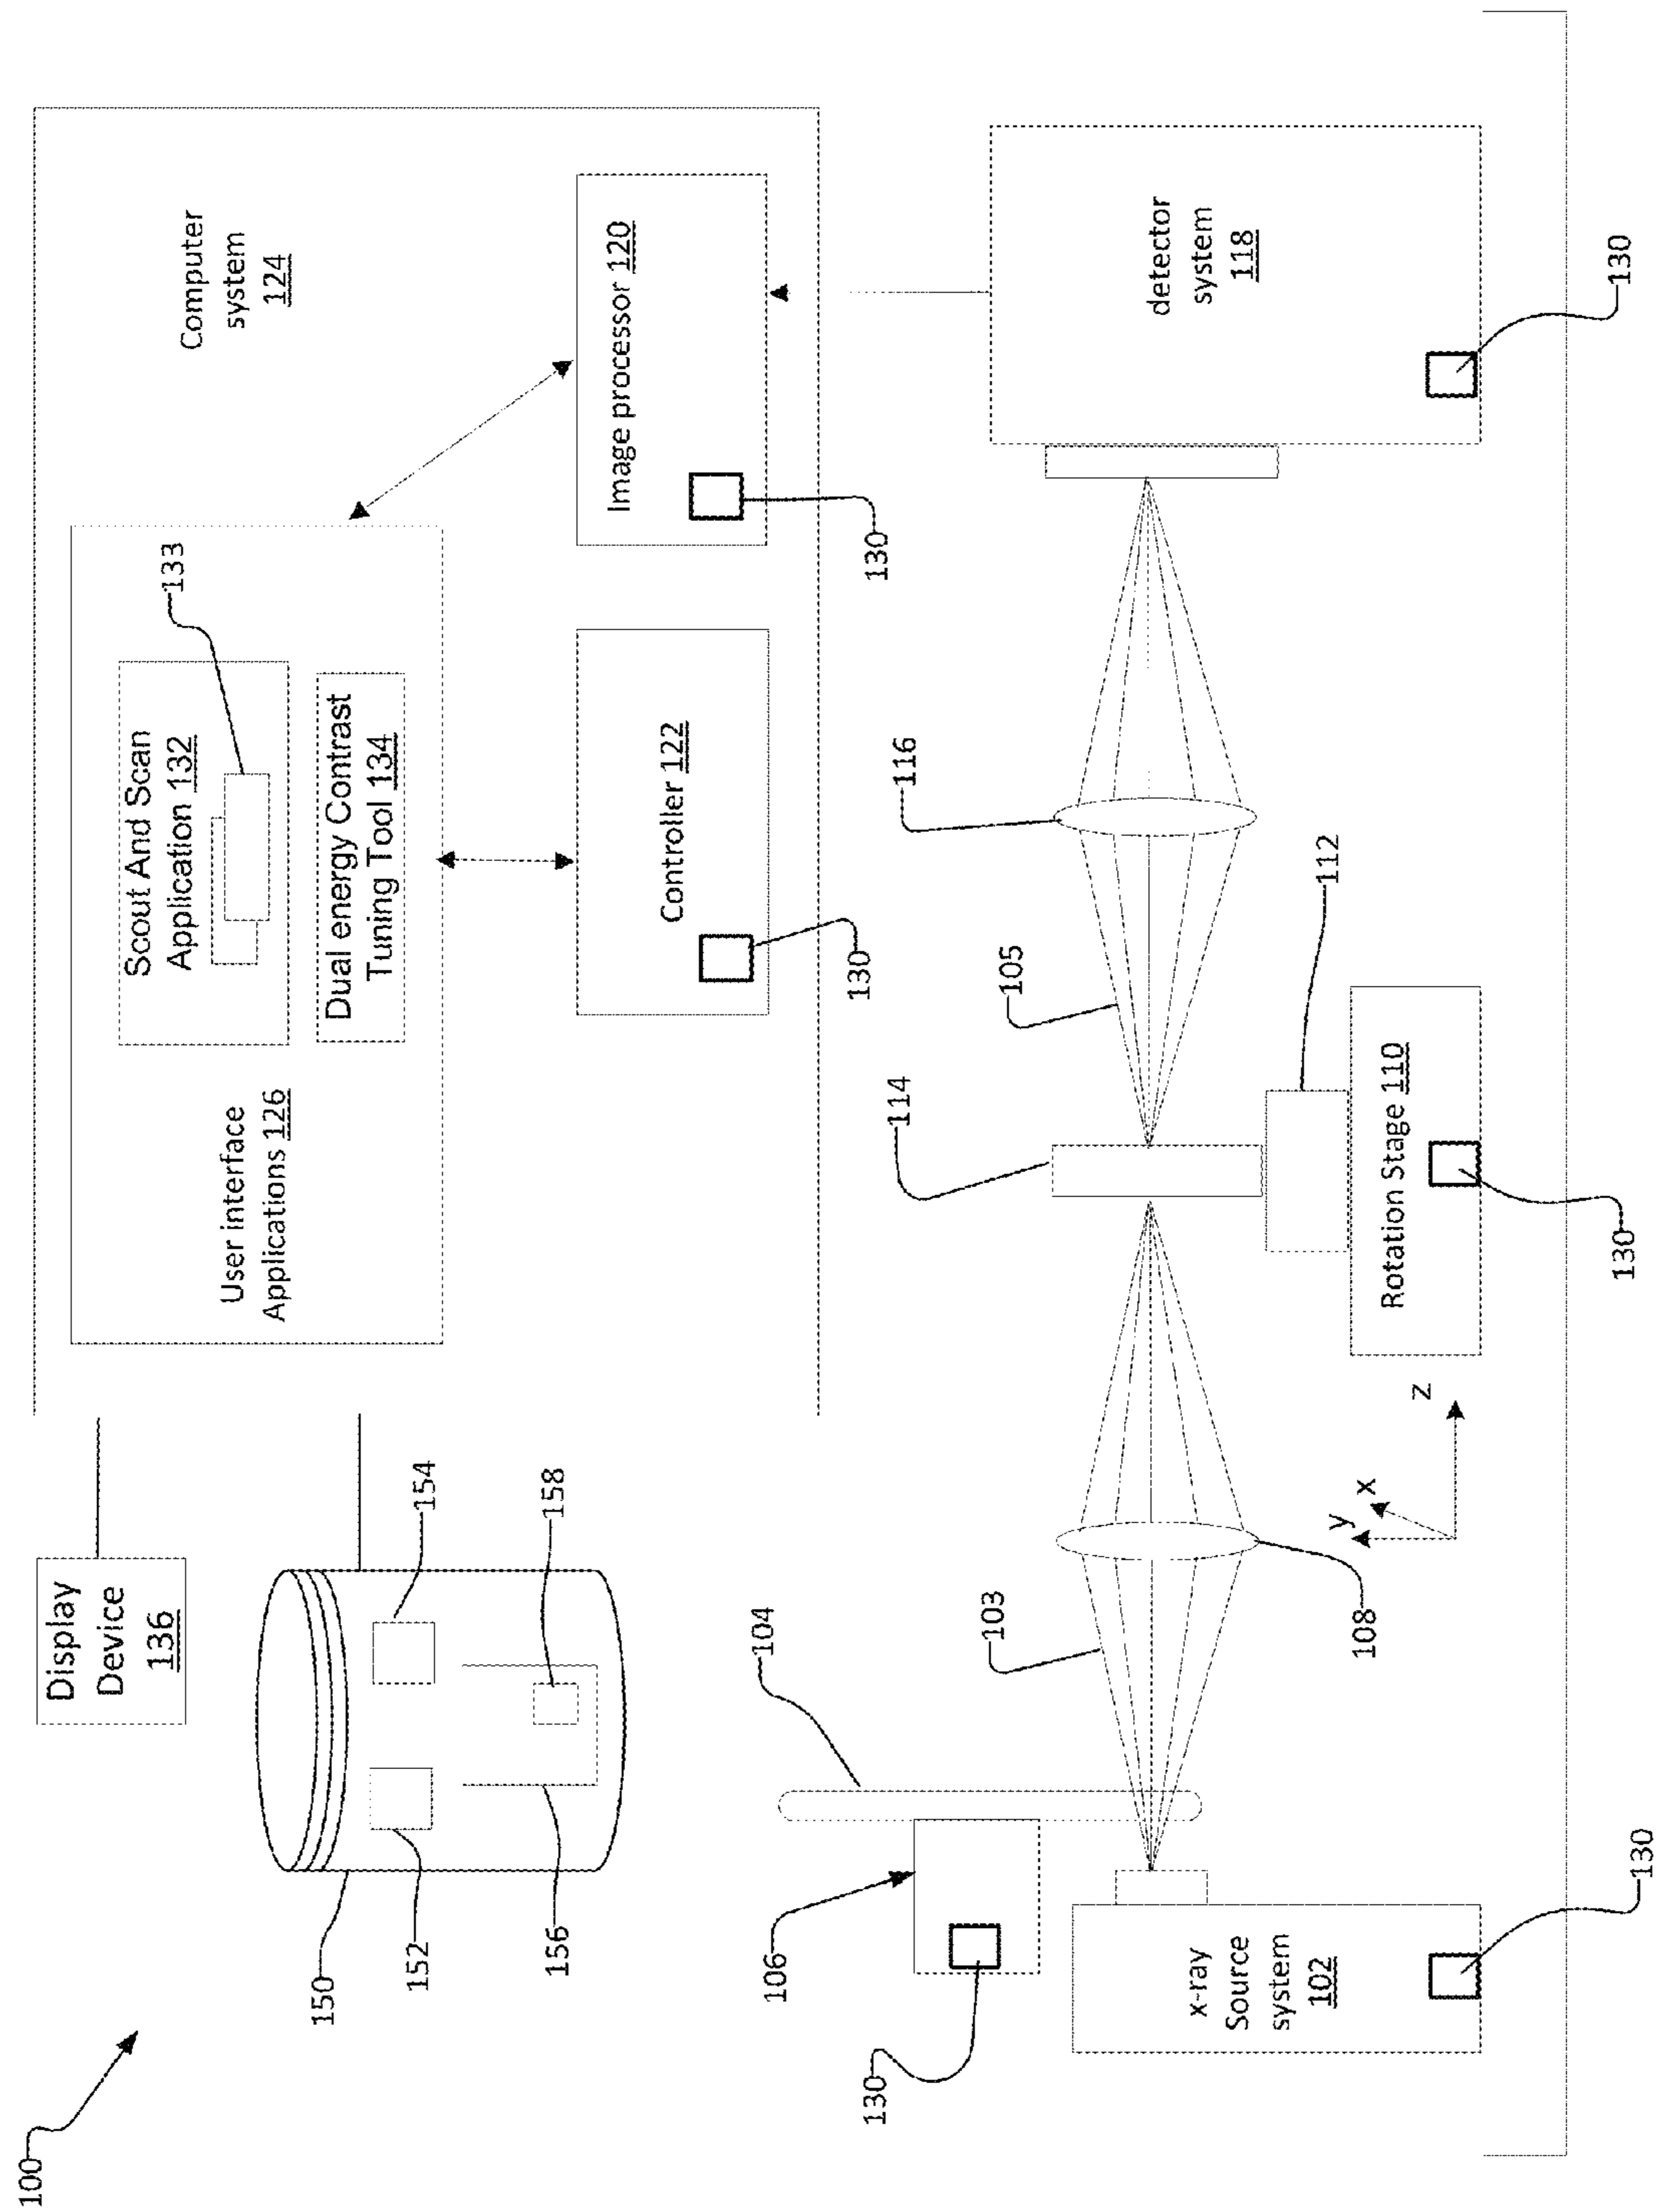 100
Display
Device
136
Computer
system
124
User interface
Applications 126
Scout And Scan
Application 132
133
Dual energy Contrast
Tuning Tool 134
150
152
154
156
158
Controller 122
130
Image processor 120
130
106
130
104
x-ray
Source
system
102
130
103
108
y
x
z
114
112
Rotation Stage 110
130
105
116
detector
system
118
130